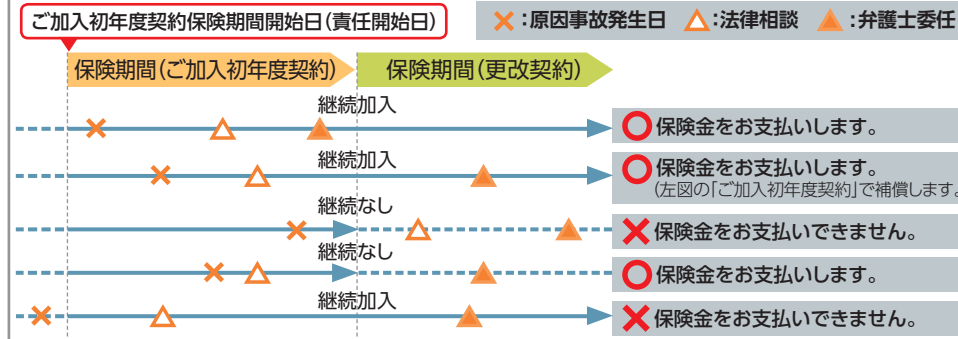 ご加入初年度契約保険期間開始日(責任開始日)
×:原因事故発生日 △:法律相談 ▲:弁護士委任
保険期間(ご加入初年度契約)
保険期間(更改契約)
継続加入
○保険金をお支払いします。
継続加入
○保険金をお支払いします。
(左図の「ご加入初年度契約」で補償します。
継続なし
×保険金をお支払いできません。
継続なし
○保険金をお支払いします。
継続加入
×保険金をお支払いできません。